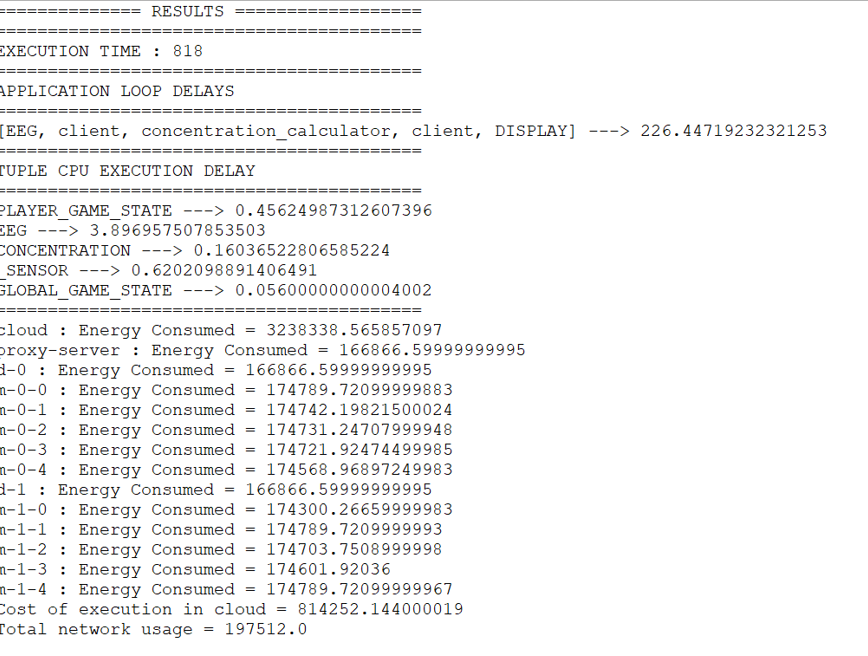 ============== RESULTS ==================
=========================================
EXECUTION TIME : 818
=========================================
APPLICATION LOOP DELAYS
=========================================
[EEG, client, concentration_calculator, client, DISPLAY] ---> 226.44719232321253
=========================================
TUPLE CPU EXECUTION DELAY
=========================================
PLAYER_GAME_STATE ---> 0.45624987312607396
EEG ---> 3.896957507853503
CONCENTRATION ---> 0.16036522806585224
_SENSOR ---> 0.6202098891406491
GLOBAL_GAME_STATE ---> 0.05600000000004002
=========================================
cloud : Energy Consumed = 3238338.565857097
proxy-server : Energy Consumed = 166866.59999999995
d-0 : Energy Consumed = 166866.59999999995
m-0-0 : Energy Consumed = 174789.72099999883
m-0-1 : Energy Consumed = 174742.19821500024
m-0-2 : Energy Consumed = 174731.24707999948
m-0-3 : Energy Consumed = 174721.92474499985
m-0-4 : Energy Consumed = 174568.96897249983
d-1 : Energy Consumed = 166866.59999999995
m-1-0 : Energy Consumed = 174300.26659999983
m-1-1 : Energy Consumed = 174789.7209999993
m-1-2 : Energy Consumed = 174703.7508999998
m-1-3 : Energy Consumed = 174601.92036
m-1-4 : Energy Consumed = 174789.72099999967
Cost of execution in cloud = 814252.144000019
Total network usage = 197512.0